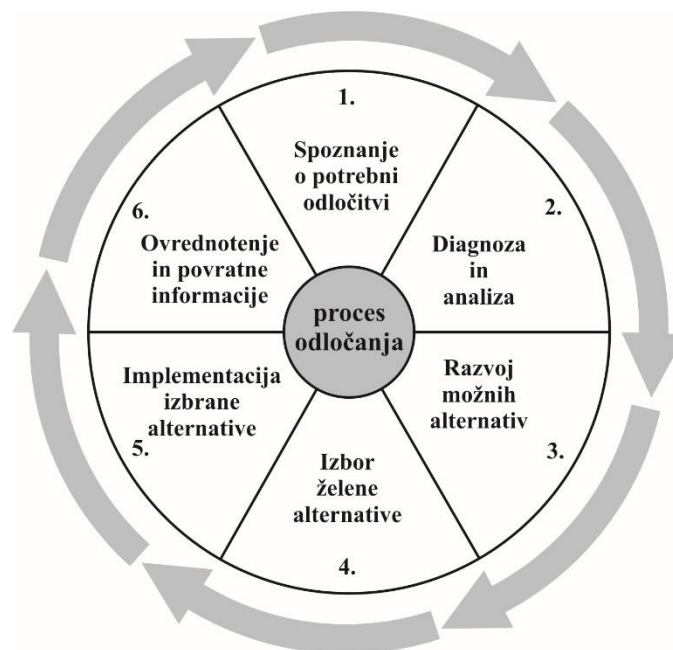 1.
Spoznanje
o potrebni
odločitvi
2.
Diagnoza
in
analiza
Razvoj
možnih
alternativ
3.
Izbor
želene
alternative
4.
Implementacija
izbrane
alternative
5.
6.
Ovrednotenje
in povratne
informacije
proces
odločanja